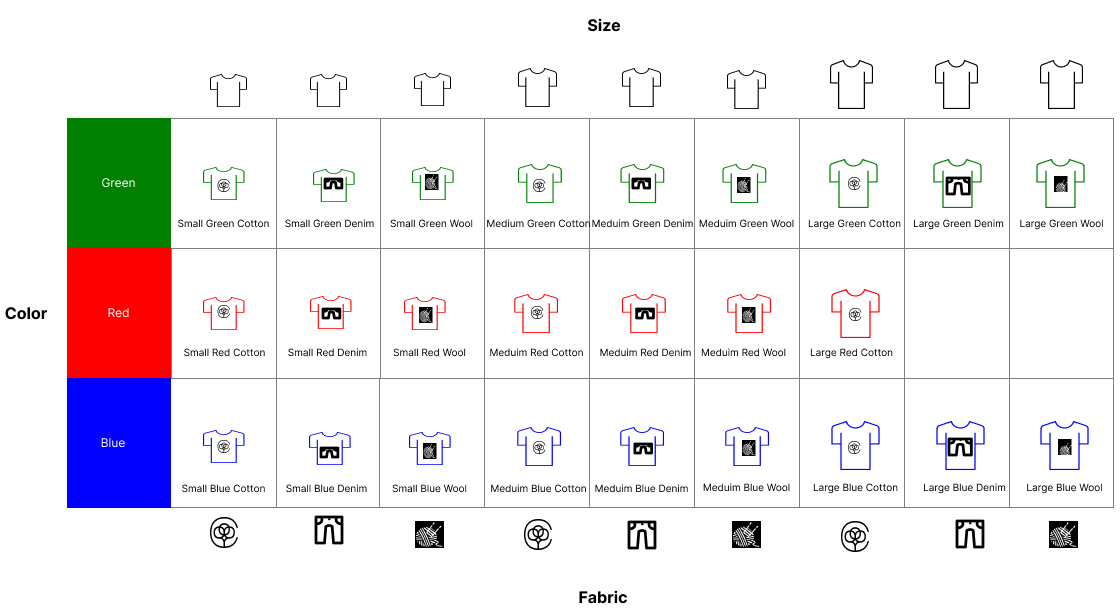 Size
Green
Small Green Cotton
Small Green Denim
Small Green Wool
Medium Green Cotton
Meduim Green Denim
Meduim Green Wool
Large Green Cotton
Large Green Denim
Large Green Wool
Color
Red
Small Red Cotton
Small Red Denim
Small Red Wool
Meduim Red Cotton
Meduim Red Denim
Meduim Red Wool
Large Red Cotton
Blue
Small Blue Cotton
Small Blue Denim
Small Blue Wool
Meduim Blue Cotton
Meduim Blue Denim
Meduim Blue Wool
Large Blue Cotton
Large Blue Denim
Large Blue Wool
Fabric